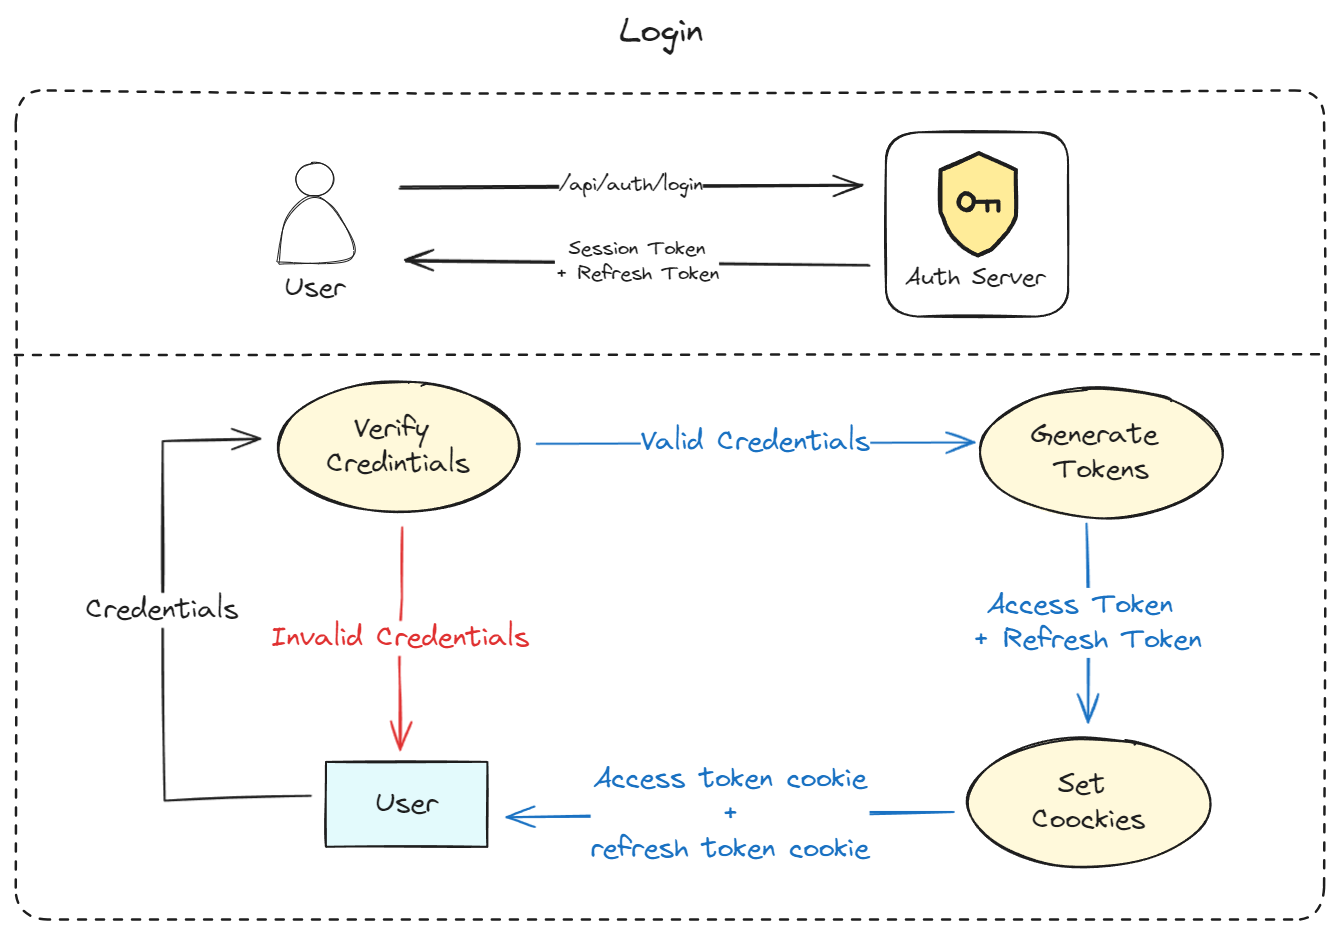 Login
/api/auth/login
Session Token
+ Refresh Token
User
Auth Server
Verify
Credintials
Valid Credentials
Generate
Tokens
Credentials
Invalid Credentials
Access Token
+ Refresh Token
User
Access token cookie
+
refresh token cookie
Set
Coockies